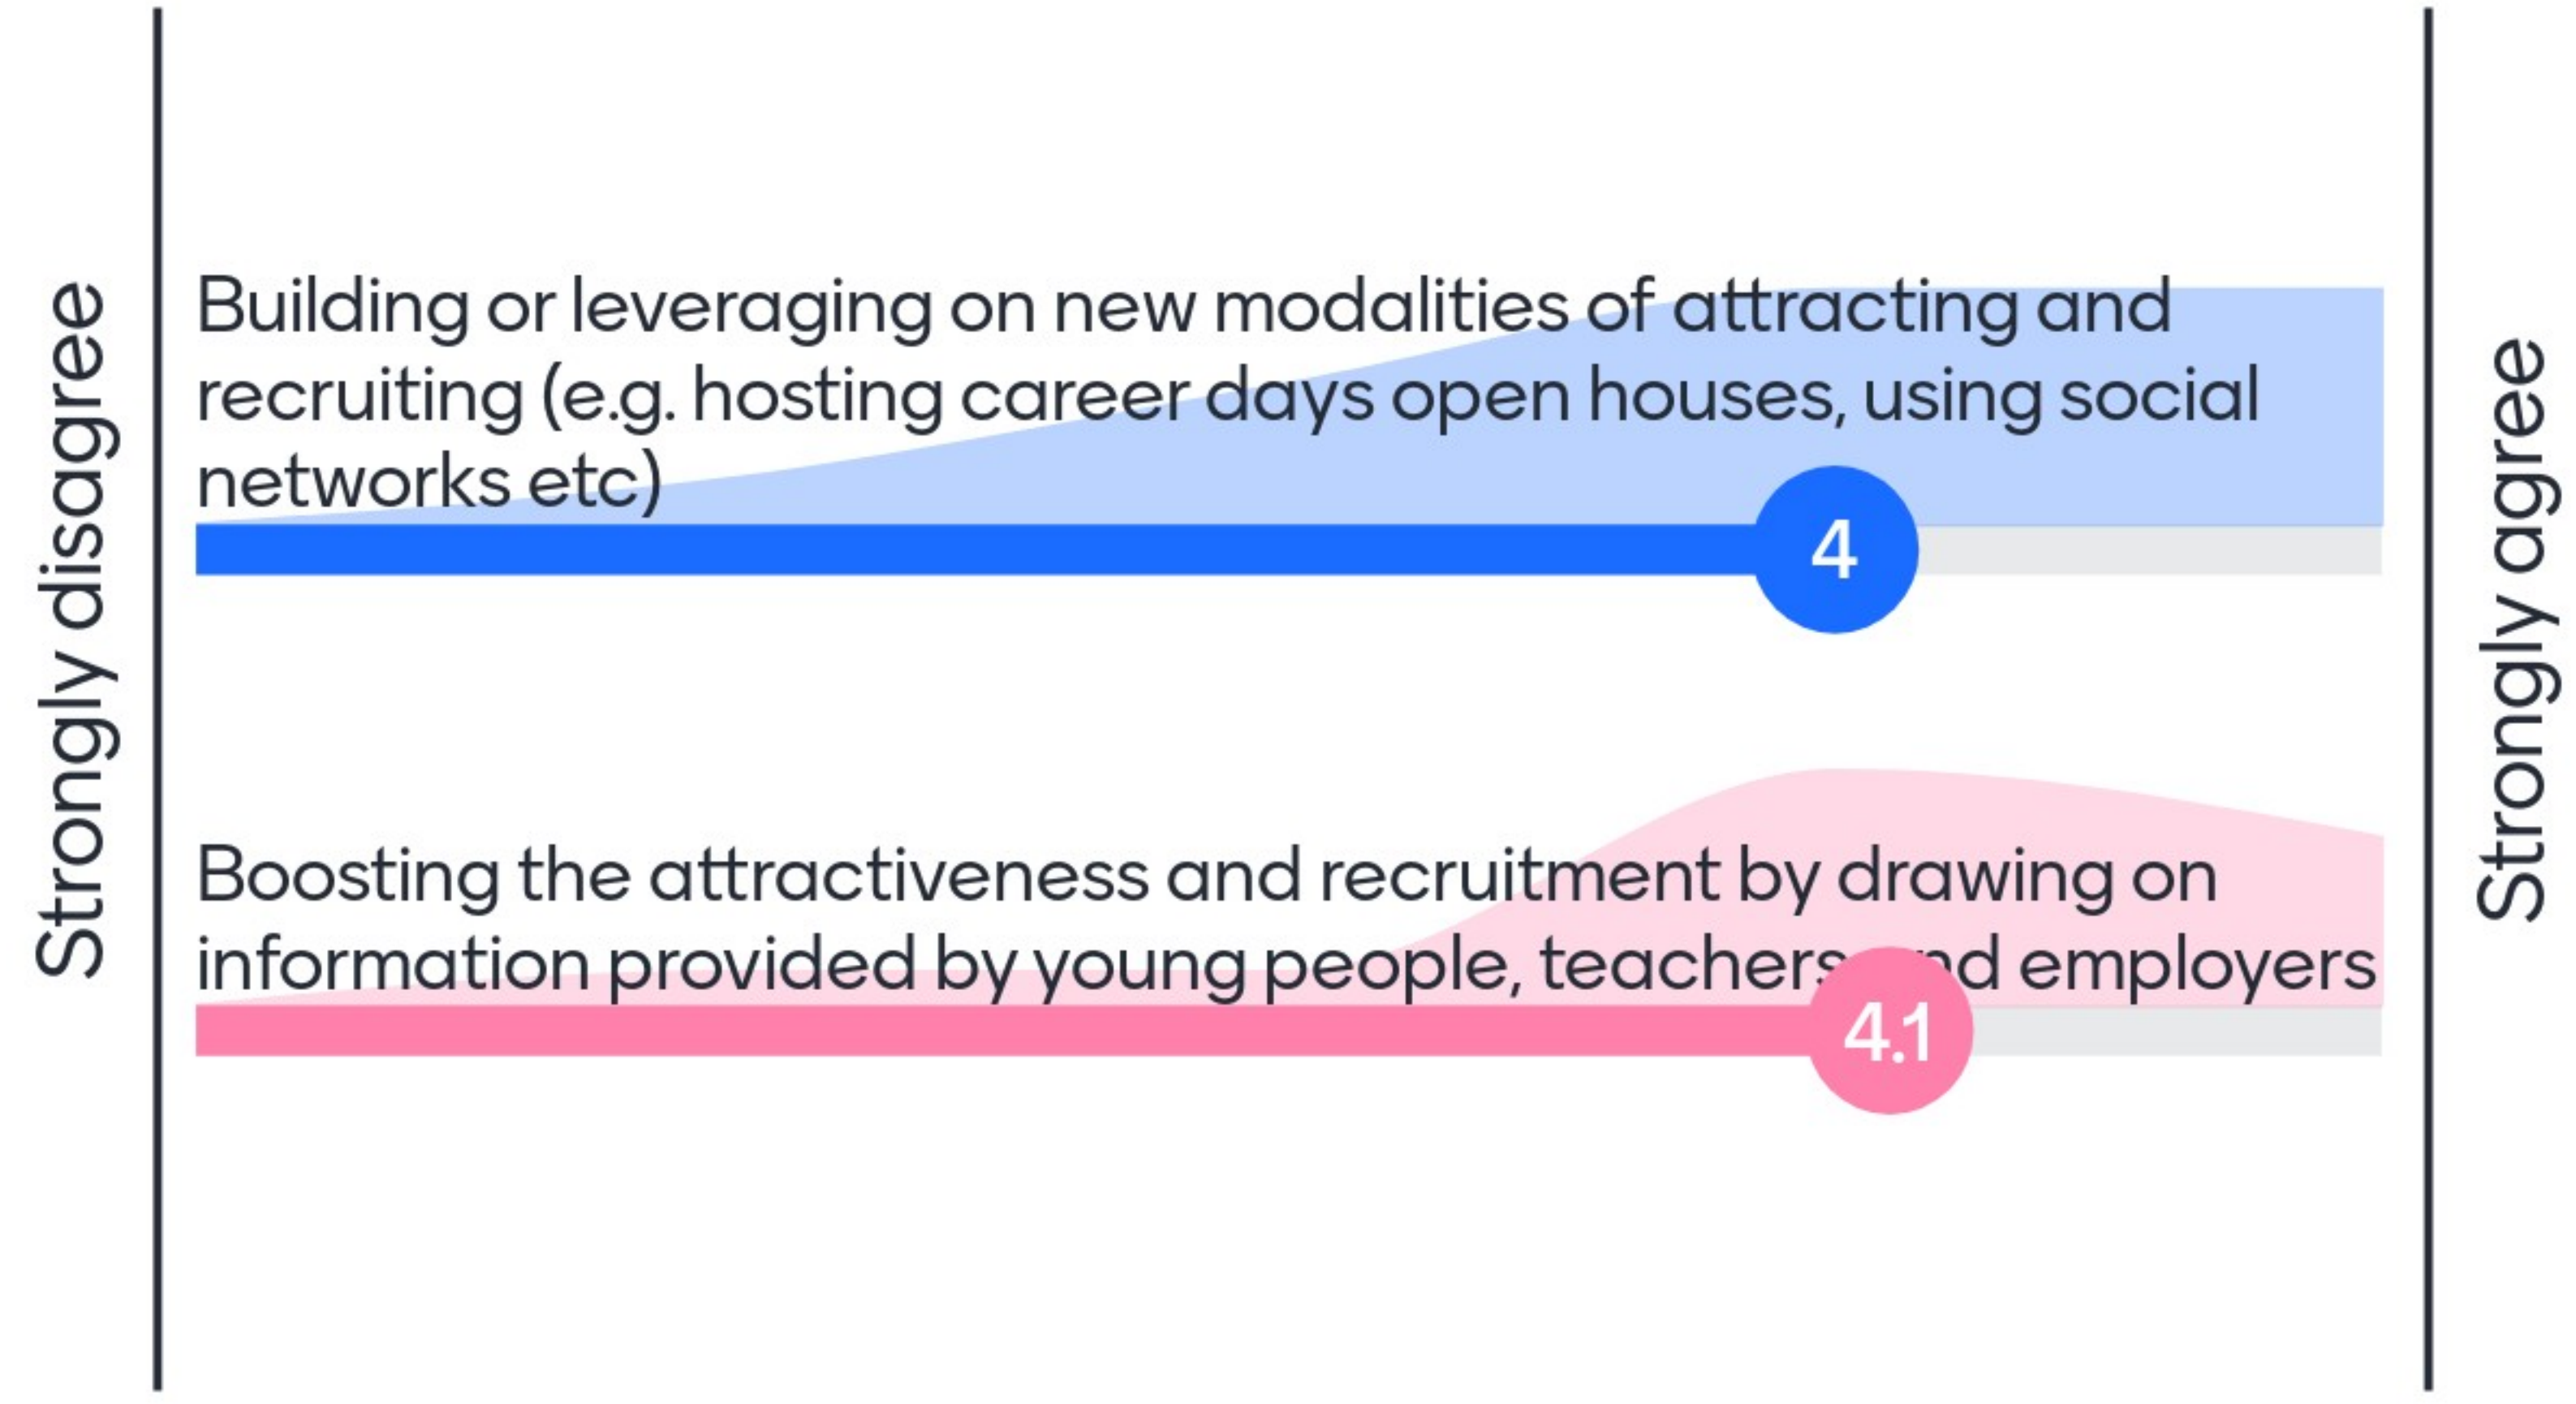 Strongly disagree
Building or leveraging on new modalities of attracting and
recruiting (e.g. hosting career days open houses, using social
networks etc)
4
Boosting the attractiveness and recruitment by drawing on
information provided by young people, teachers and employers
4.1
Strongly agree